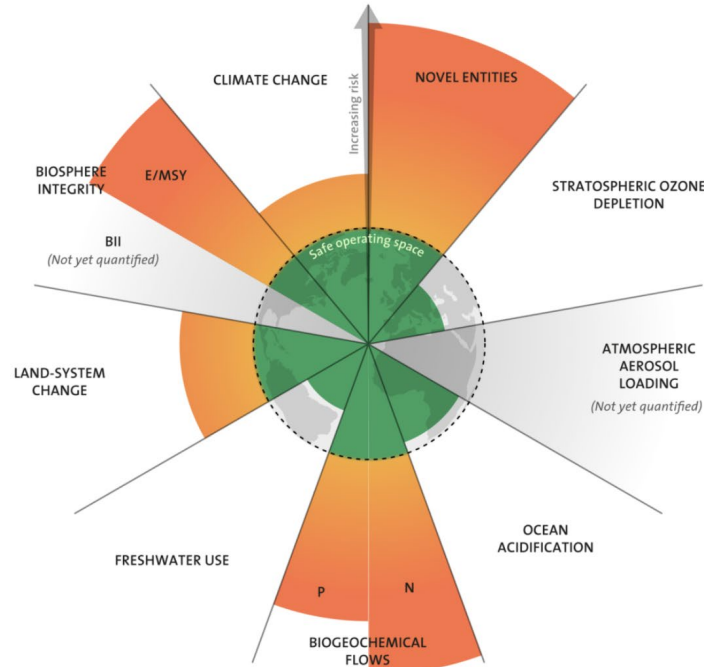 CLIMATE CHANGE
Increasing risk
NOVEL ENTITIES
BIOSPHERE
INTEGRITY
E/MSY
BII
(Not yet quantified)
STRATOSPHERIC OZONE
DEPLETION
Safe operating space
LAND-SYSTEM
CHANGE
ATMOSPHERIC
AEROSOL
LOADING
(Not yet quantified)
FRESHWATER USE
OCEAN
ACIDIFICATION
P
N
BIOGEOCHEMICAL
FLOWS